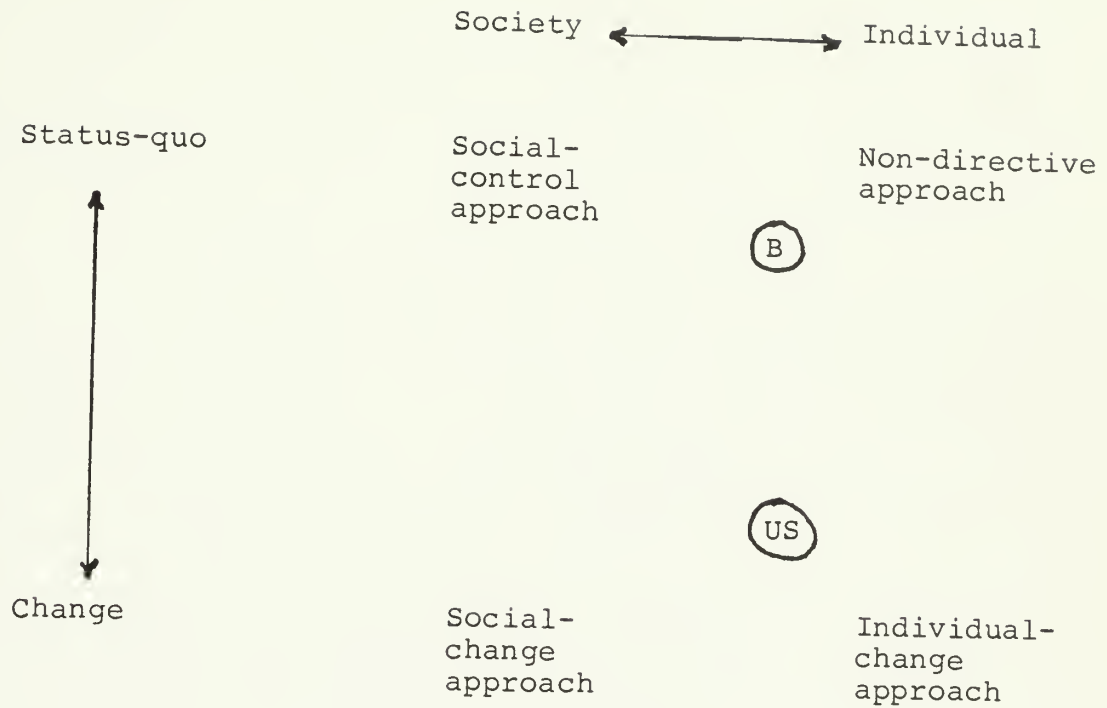 Society Individual
Status-quo
Social-
control
approach
Non-directive
approach
B
US
Change
Social-
change
approach
Individual-
change
approach